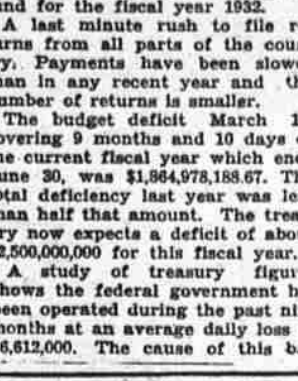 and for the fiscal year 1932.
A last minute rush to file r
urns from all parts of the cou
ry. Payments have been slowe
han in any recent year and th
umber of returns is smaller.
The budget deficit March 1
overing 9 months and 10 days
he current fiscal year which end
une 30, was $1,864,978,188.67. Th
otal deficiency last year was le
han half that amount. The trea
ry now expects a deficit of abo
2,500,000,000 for this fiscal year.
A study of treasury figur
hows the federal government h
een operated during the past ni
months at an average daily loss
6,612,000. The cause of this b